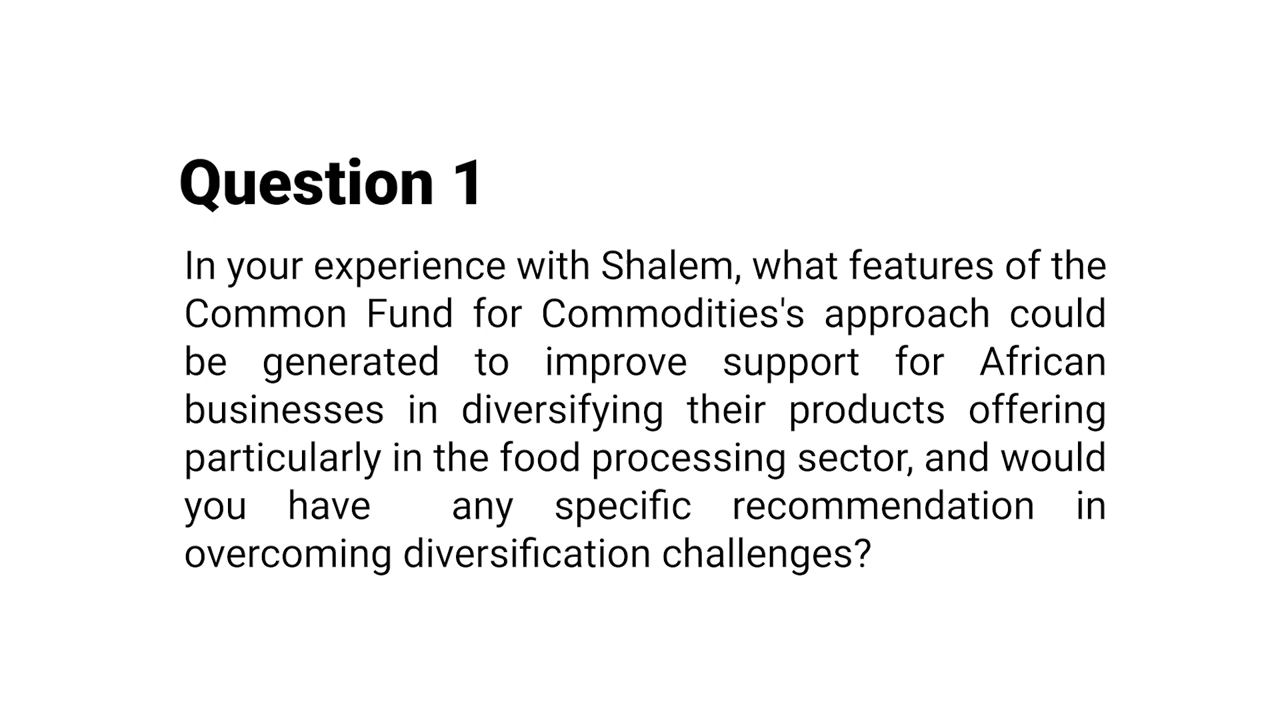 Question 1
In your experience with Shalem, what features of the
Common Fund for Commodities's approach could
be generated to improve support for African
businesses in diversifying their products offering
particularly in the food processing sector, and would
you have any specific recommendation in
overcoming diversification challenges?